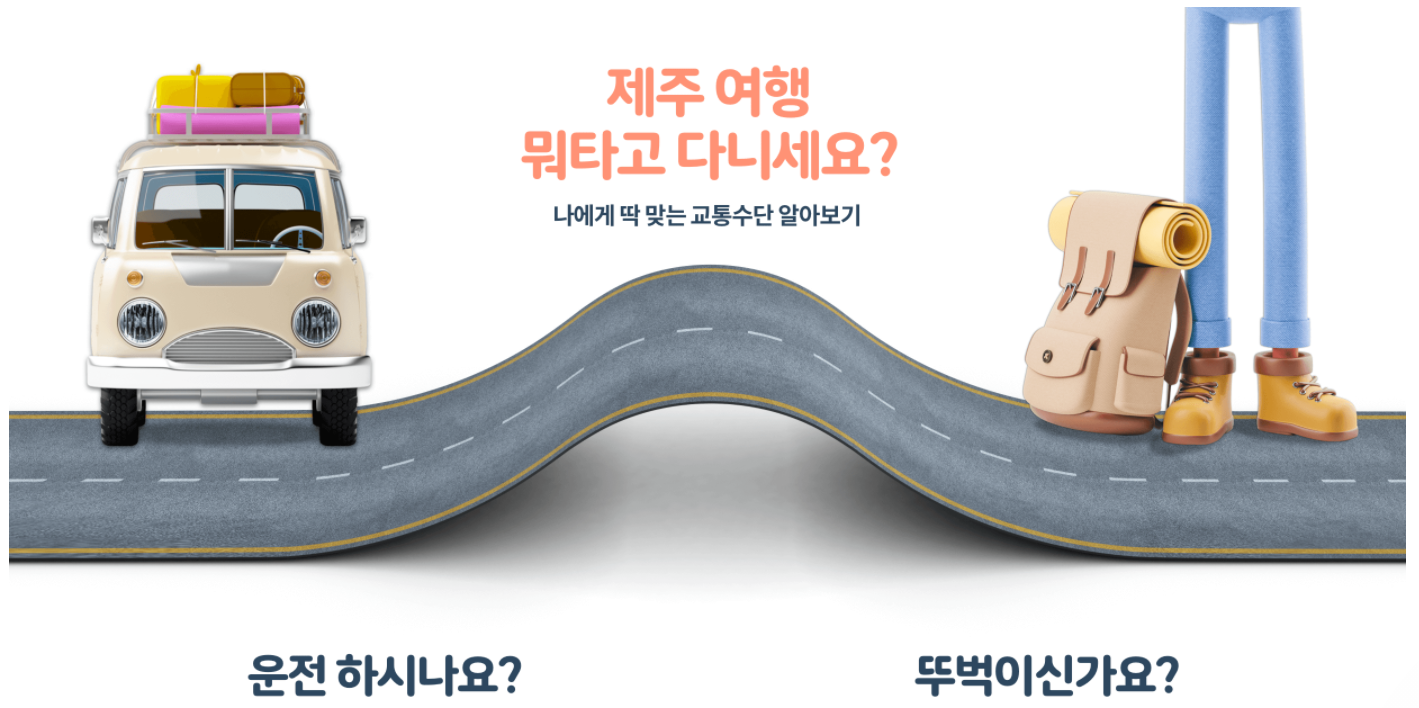 제주 여행
뭐타고 다니세요?
나에게 딱 맞는 교통수단 알아보기
운전 하시나요?
뚜벅이신가요?